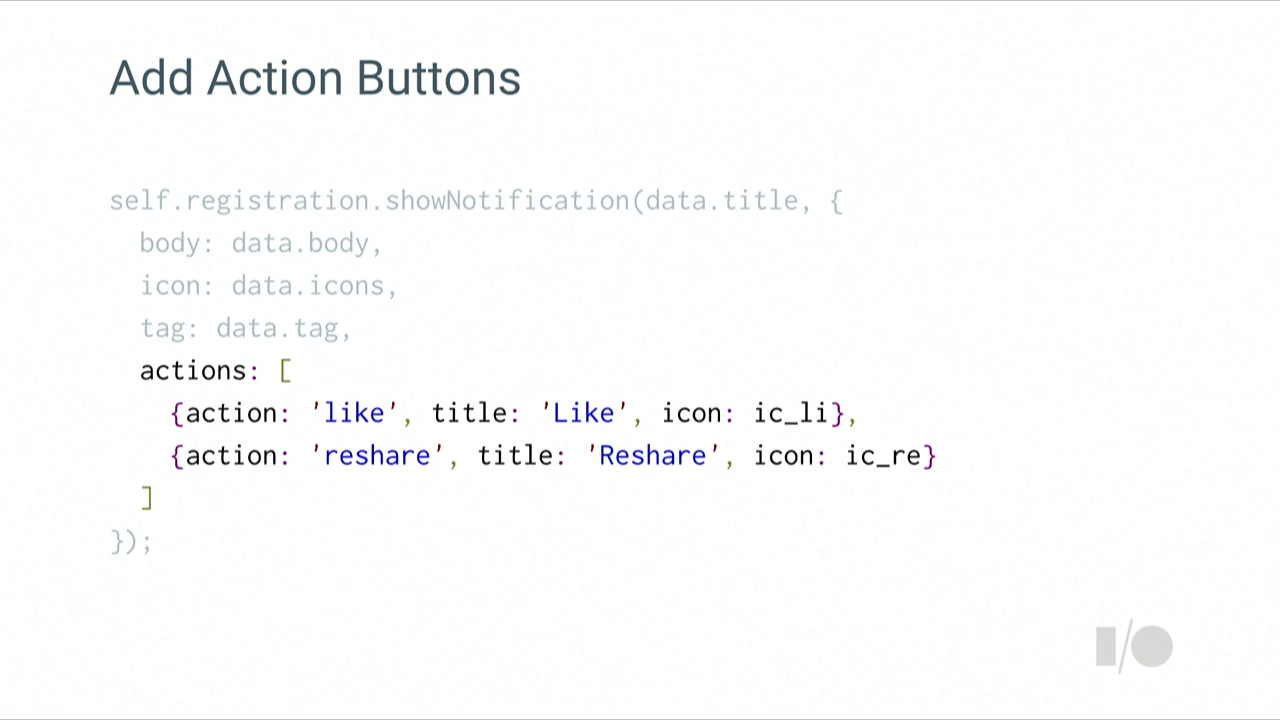 Add Action Buttons
self.registration.showNotification(data.title, {
  body: data.body,
  icon: data.icons,
  tag: data.tag,
  actions: [
    {action: 'like', title: 'Like', icon: ic_li},
    {action: 'reshare', title: 'Reshare', icon: ic_re}
  ]
});
I/O